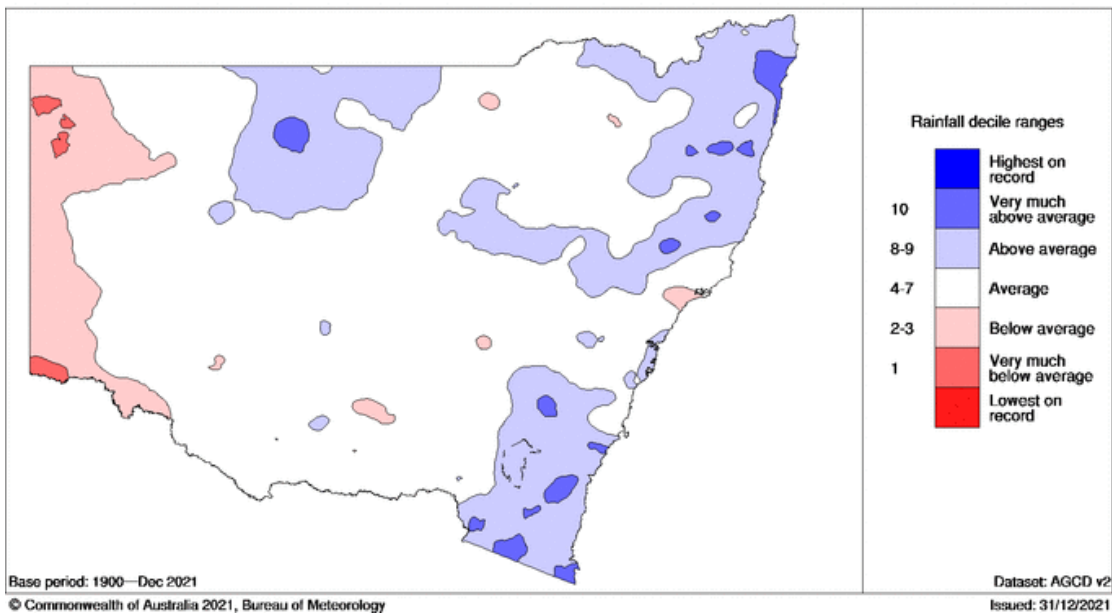 Rainfall decile ranges
Highest on
record
10
Very much
above average
8-9
Above average
4-7
Average
2-3
Below average
1
Very much
below average
Lowest on
record
Base period: 1900—Dec 2021
Dataset: AGCD v2
© Commonwealth of Australia 2021, Bureau of Meteorology
Issued: 31/12/2021